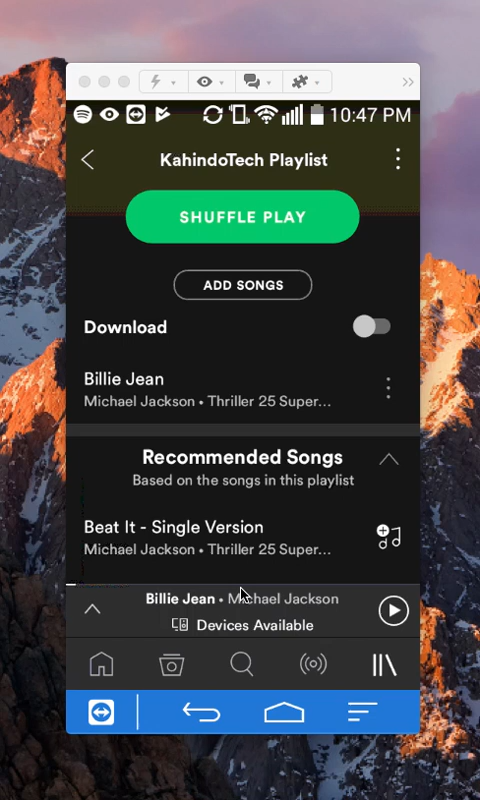 10:47 PM
KahindoTech Playlist
SHUFFLE PLAY
ADD SONGS
Download
Billie Jean
Michael Jackson • Thriller 25 Super...
Recommended Songs
Based on the songs in this playlist
Beat It - Single Version
Michael Jackson • Thriller 25 Super...
Billie Jean • Michael Jackson
Devices Available